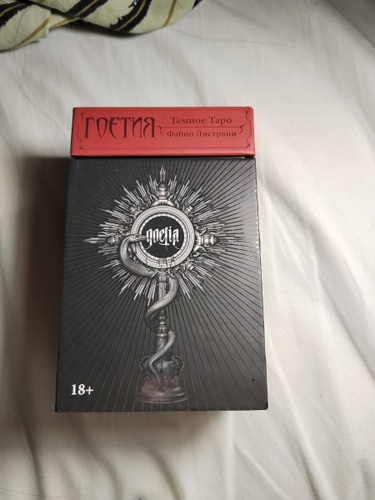 ГОЕТИЯ
Темное Таро
Фабио Листрани
goetia
18+